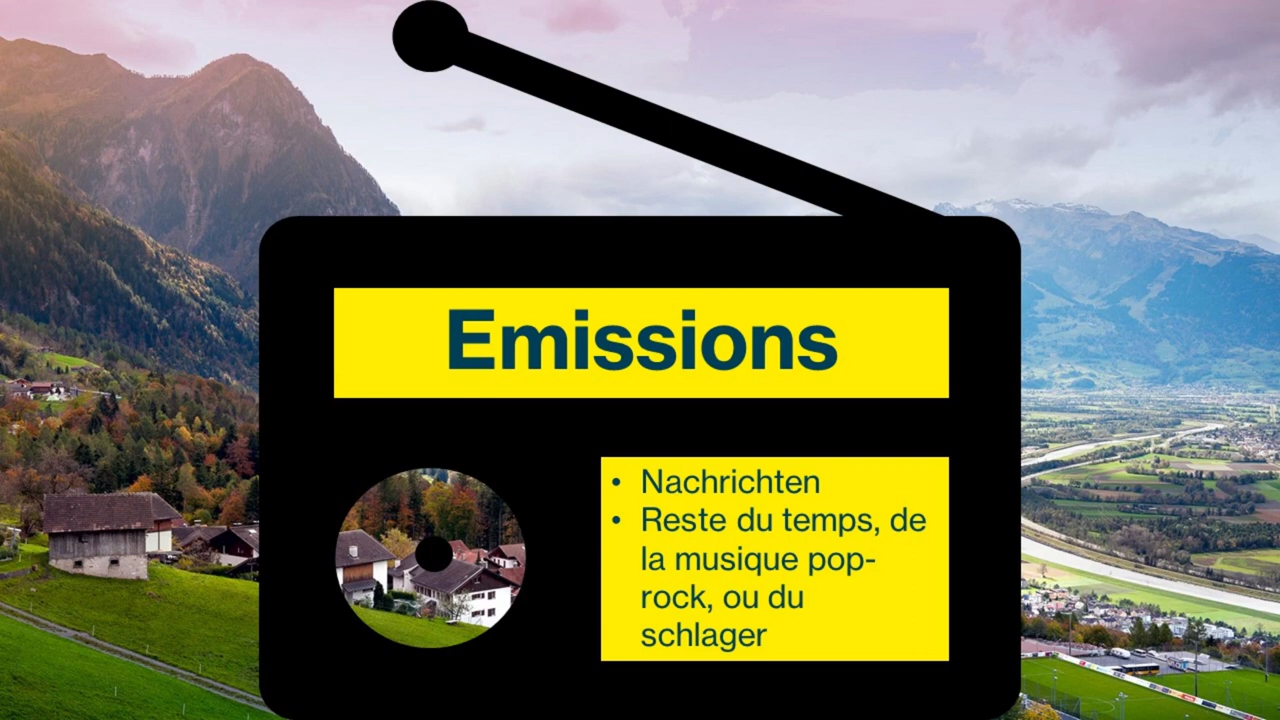 Emissions
• Nachrichten
• Reste du temps, de
la musique pop-
rock, ou du
schlager